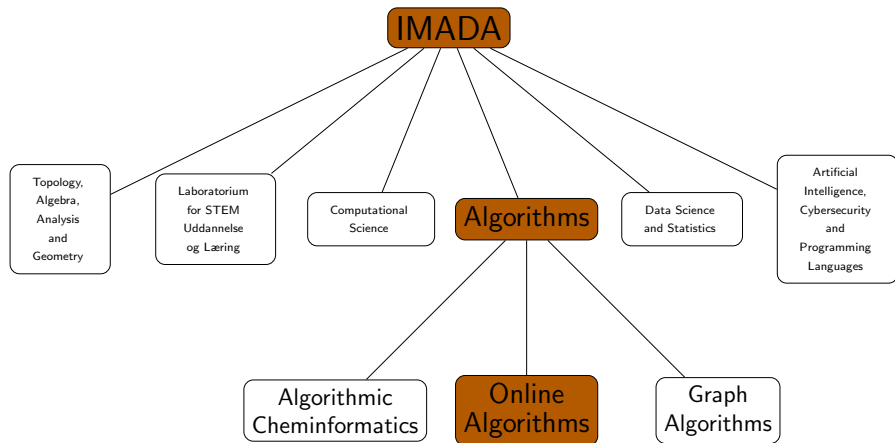 IMADA
Topology,
Algebra,
Analysis
and
Geometry
Laboratorium
for STEM
Uddannelse
og Læring
Computational
Science
Algorithms
Data Science
and Statistics
Artificial
Intelligence,
Cybersecurity
and
Programming
Languages
Algorithmic
Cheminformatics
Online
Algorithms
Graph
Algorithms